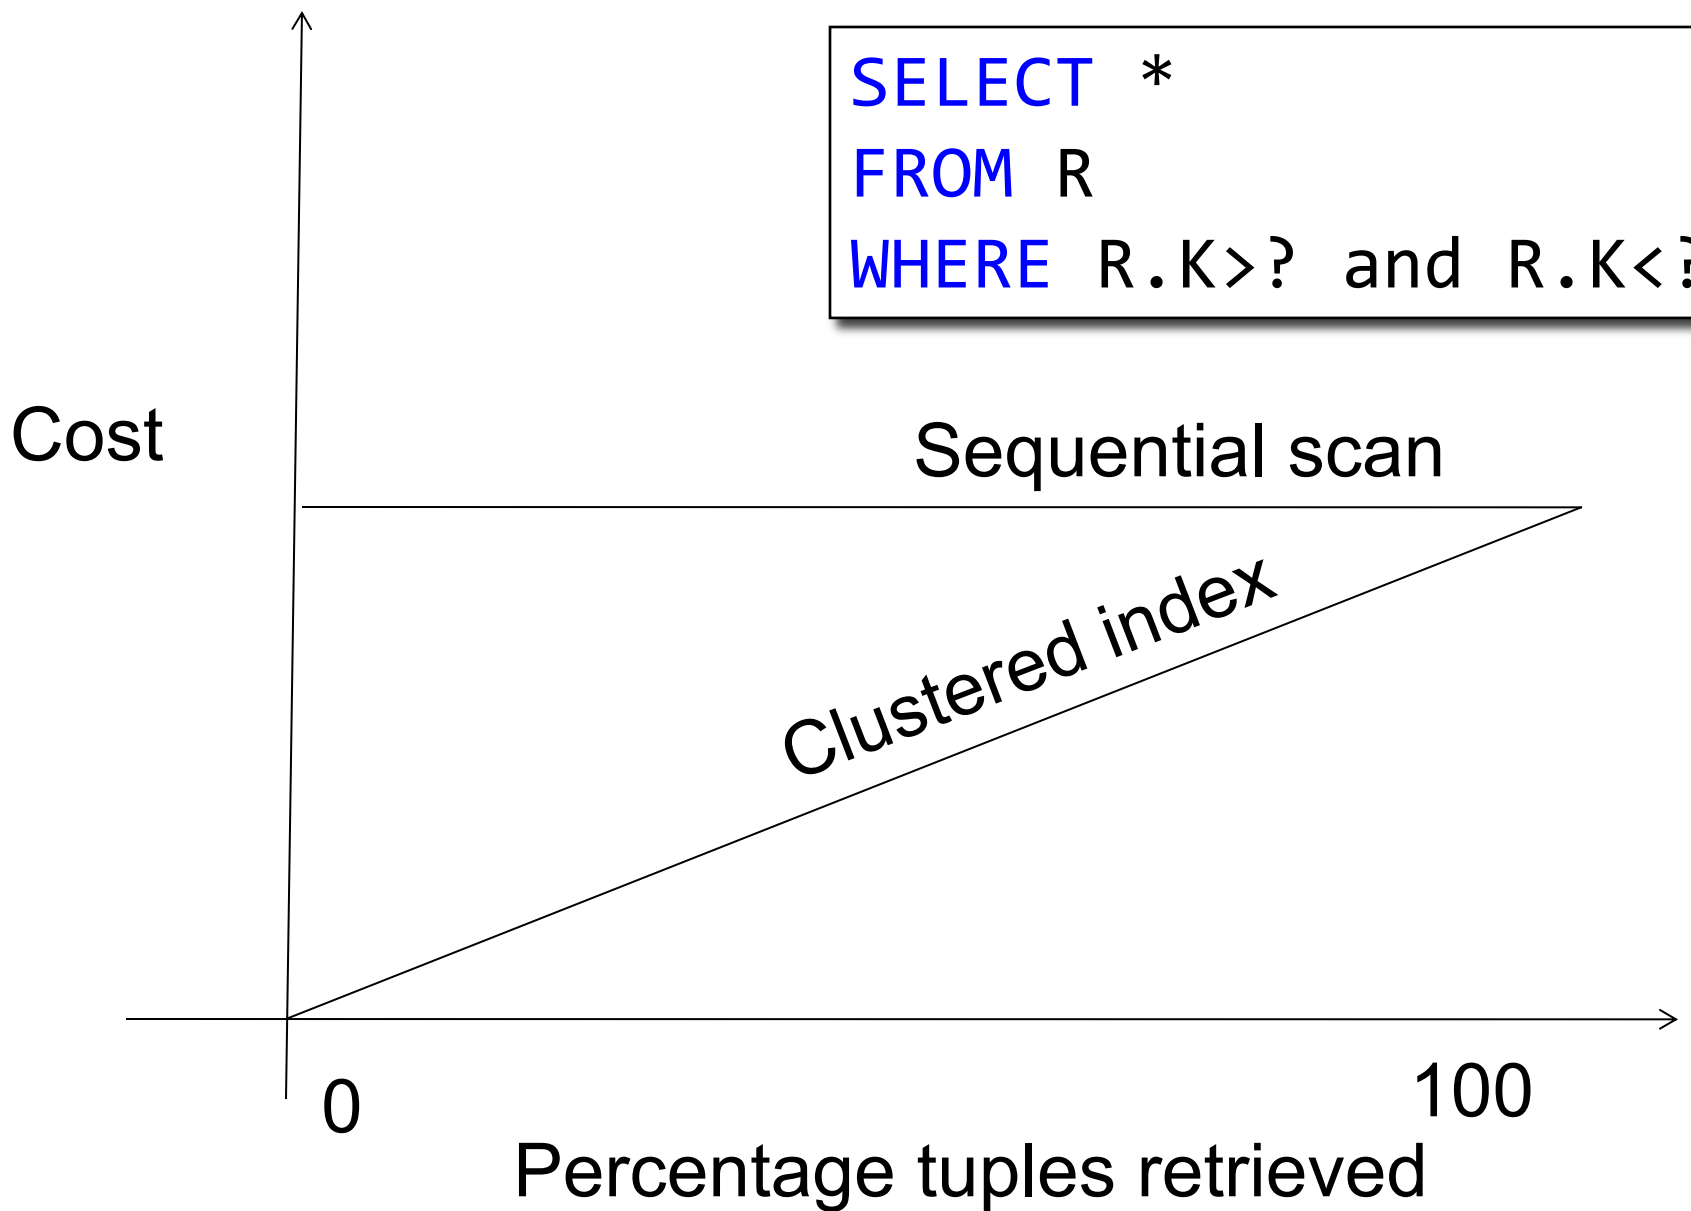 SELECT *
FROM R
WHERE R.K>? and R.K<?
Cost
Sequential scan
Clustered index
0
100
Percentage tuples retrieved